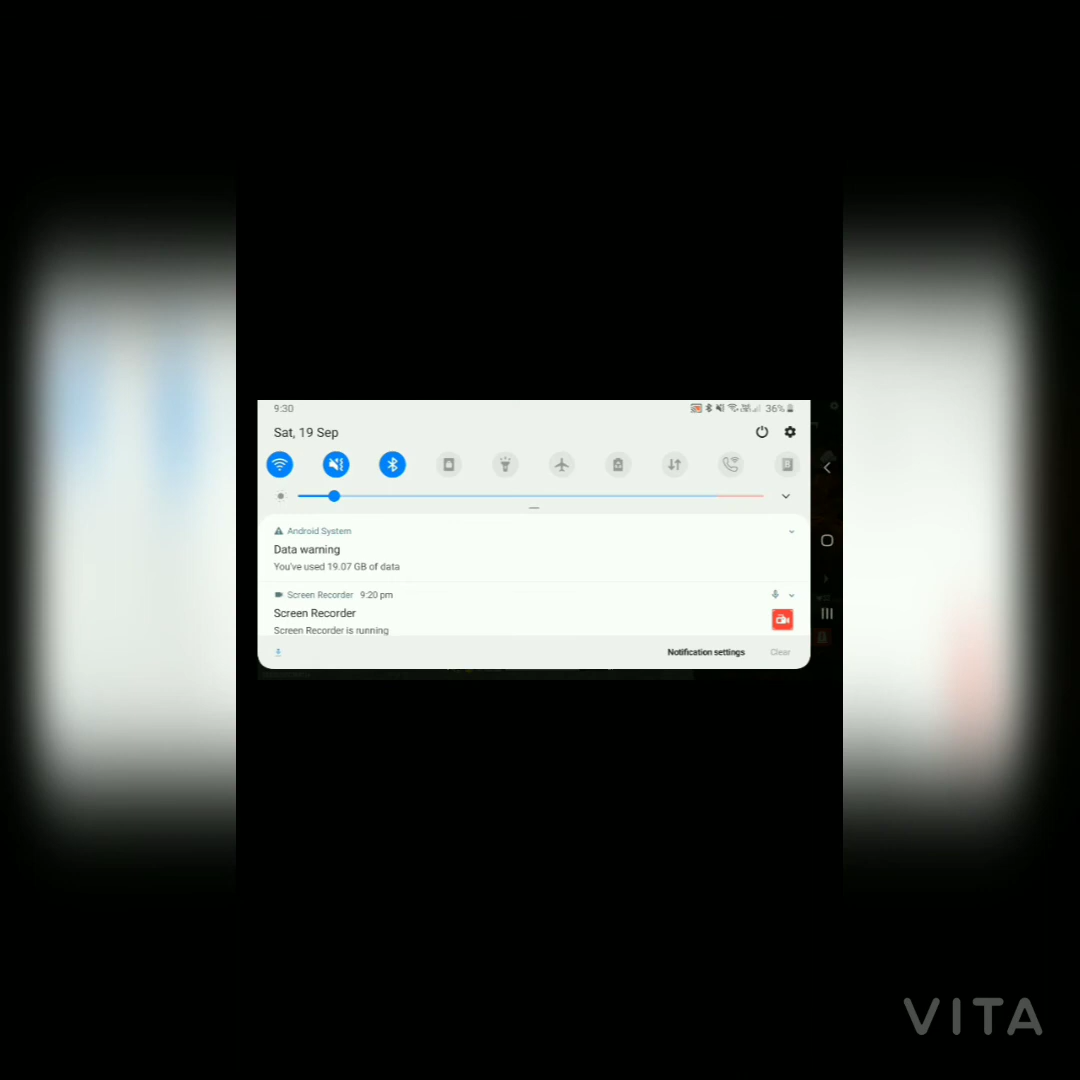 9:30
36%
Sat, 19 Sep
Android System
Data warning
You've used 19.07 GB of data
Screen Recorder 9:20 pm
Screen Recorder
Screen Recorder is running
Notification settings
Clear
VITA